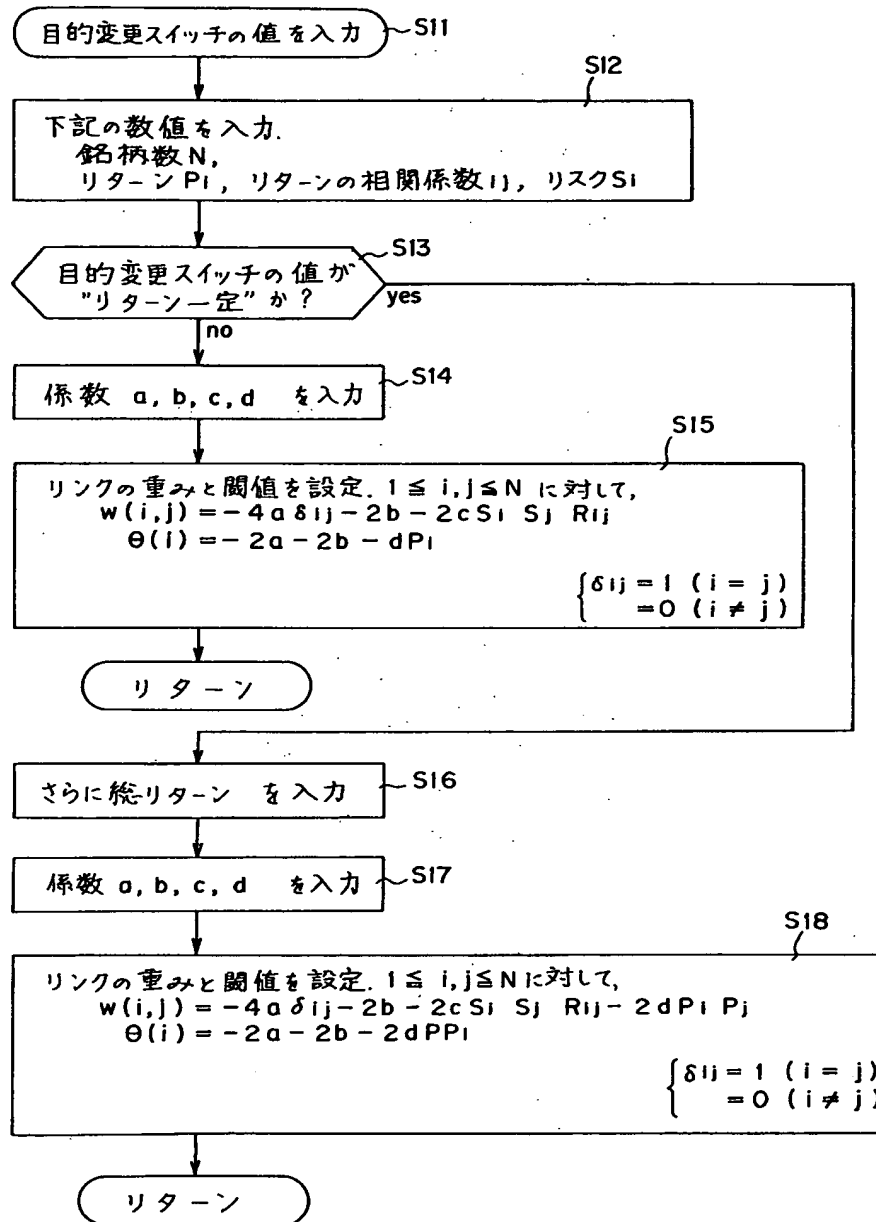 目的変更スイッチの値を入力 S11
S12
下記の数値を入力.
銘柄数N,
リターンPi, リターンの相関係数ij, リスクSi
S13
目的変更スイッチの値が
"リターン一定"か?
yes
no
係数 a, b, c, d を入力 S14
S15
リンクの重みと閾値を設定. 1≦i,j≦Nに対して,
w(i,j)=-4aδij-2b-2cSi Sj Rij
Θ(i)=-2a-2b-dPi
{δij=1 (i=j)
=0 (i≠j)
リターン
さらに総リターン を入力 S16
係数 a, b, c, d を入力 S17
S18
リンクの重みと閾値を設定. 1≦i,j≦Nに対して,
w(i,j)=-4aδij-2b-2cSi Sj Rij-2dPi Pj
Θ(i)=-2a-2b-2dPPi
{δij=1 (i=j)
=0 (i≠j)
リターン